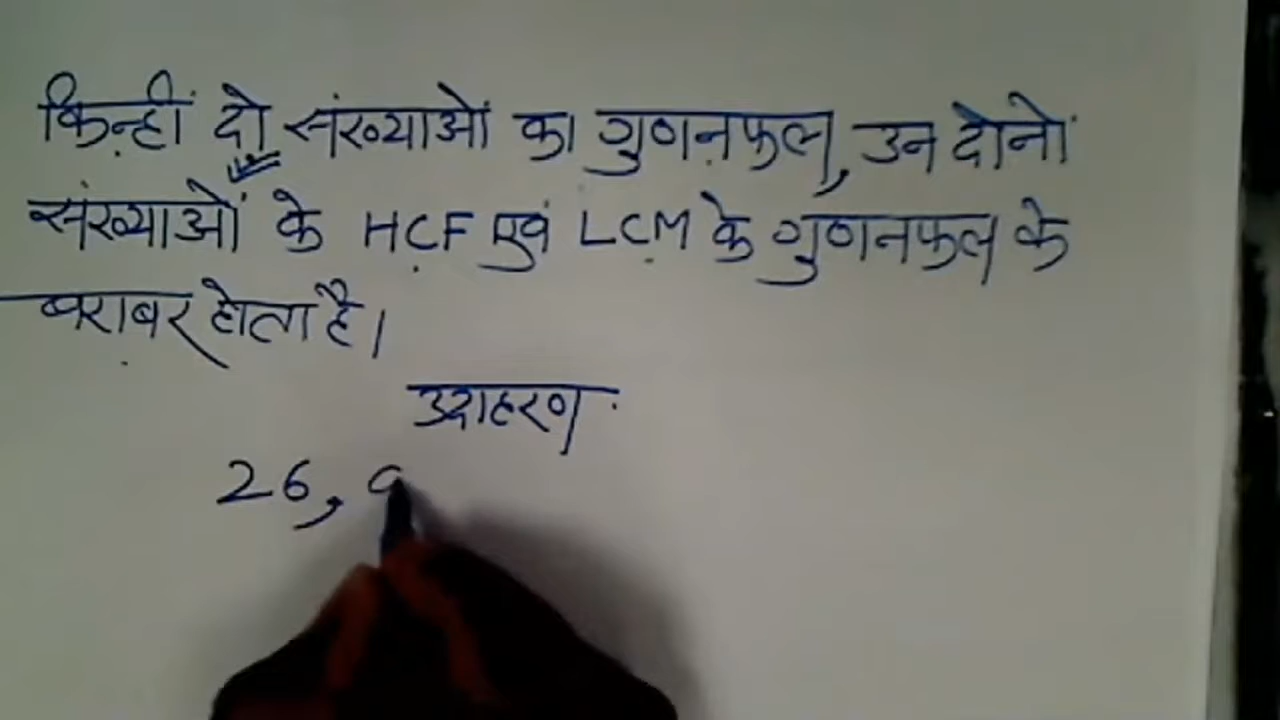 किन्हीं दो संख्याओं का गुणनफल, उन दोनों
संख्याओं के HCF एवं LCM के गुणनफल के
बराबर होता है।
उदाहरण
26,